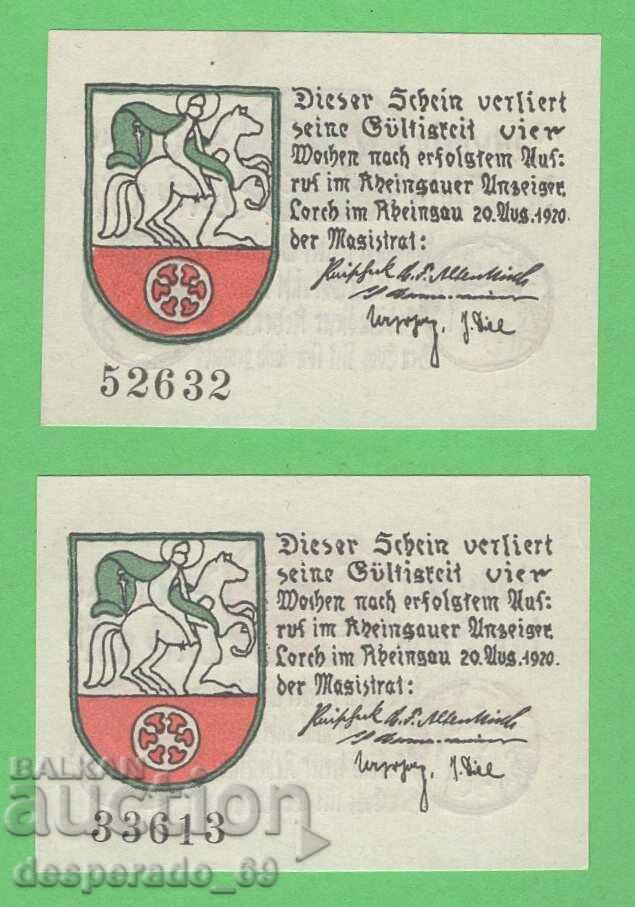 Dieser Schein verliert
seine Gültigkeit vier
Wochen nach erfolgtem Auf:
ruf im Rheingauer Anzeiger.
Lorch im Rheingau 20. Aug. 1920.
der Magistrat:
J. Diel
52632
Dieser Schein verliert
seine Gültigkeit vier
Wochen nach erfolgtem Auf:
ruf im Rheingauer Anzeiger.
Lorch im Rheingau 20. Aug. 1920.
der Magistrat:
J. Diel
33613
BALKAN
auction
desperado_69